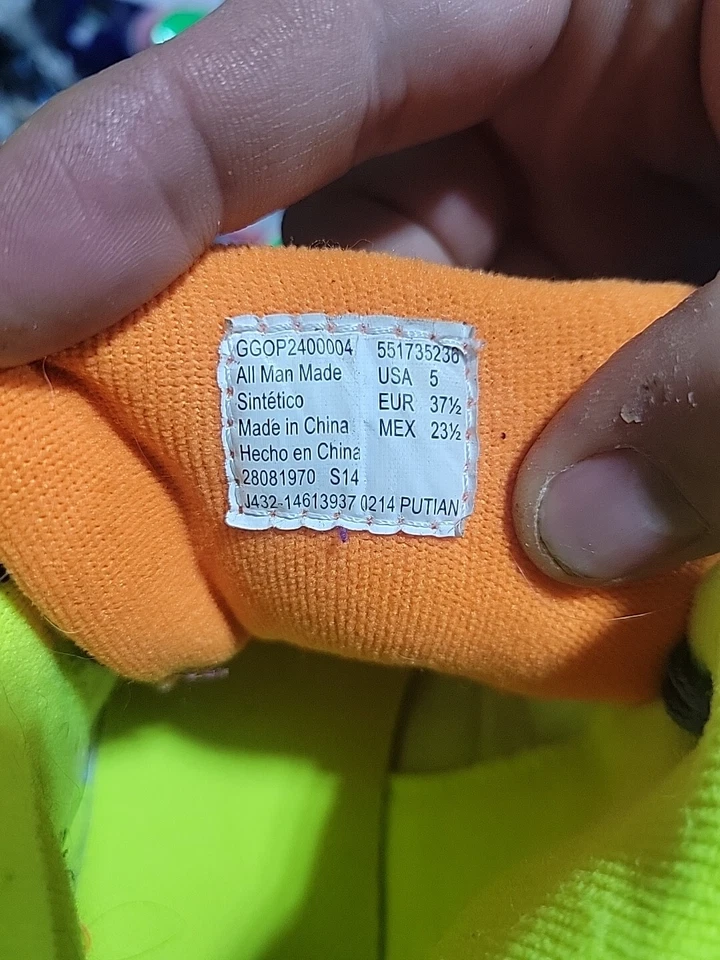 GGOP2400004 551735236
All Man Made USA 5
Sintético EUR 37½
Made in China MEX 23½
Hecho en China
28081970 S14
J432-14613937 0214 PUTIAN